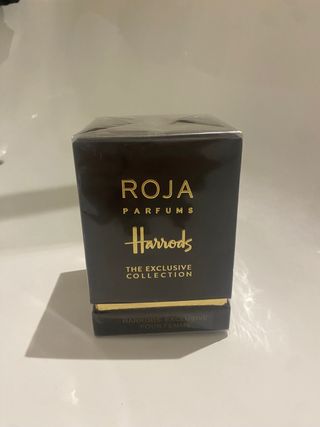 ROJA
PARFUMS
Harrods
THE EXCLUSIVE
COLLECTION
HARRODS EXCLUSIVE
POUR FEMME